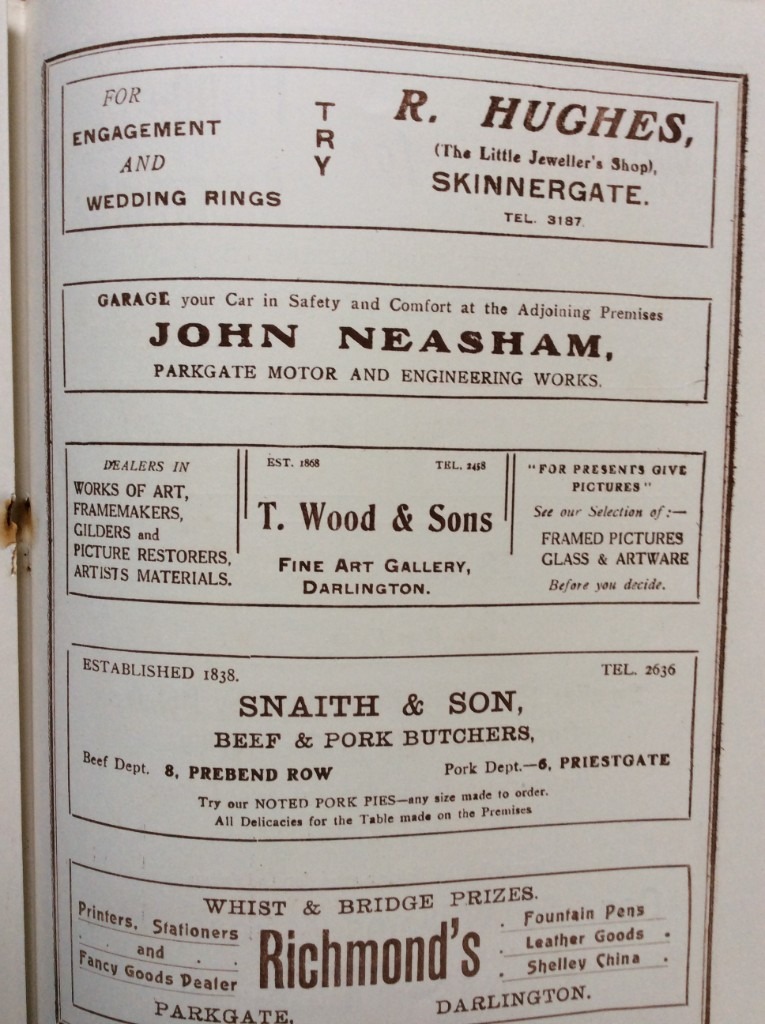 FOR
ENGAGEMENT
AND
WEDDING RINGS
TRY
R. HUGHES,
(The Little Jeweller's Shop),
SKINNERGATE.
TEL. 3187
GARAGE your Car in Safety and Comfort at the Adjoining Premises
JOHN NEASHAM,
PARKGATE MOTOR AND ENGINEERING WORKS.
DEALERS IN
WORKS OF ART,
FRAMEMAKERS,
GILDERS and
PICTURE RESTORERS,
ARTISTS MATERIALS.
EST. 1868 TEL. 2458
T. Wood & Sons
FINE ART GALLERY,
DARLINGTON.
"FOR PRESENTS GIVE
PICTURES"
See our Selection of:—
FRAMED PICTURES
GLASS & ARTWARE
Before you decide.
ESTABLISHED 1838. TEL. 2636
SNAITH & SON,
BEEF & PORK BUTCHERS,
Beef Dept. 8, PREBEND ROW Pork Dept.—6, PRIESTGATE
Try our NOTED PORK PIES—any size made to order.
All Delicacies for the Table made on the Premises
WHIST & BRIDGE PRIZES.
Printers, Stationers
and
Fancy Goods Dealer
Richmond's
Fountain Pens
Leather Goods
Shelley China
PARKGATE, DARLINGTON.